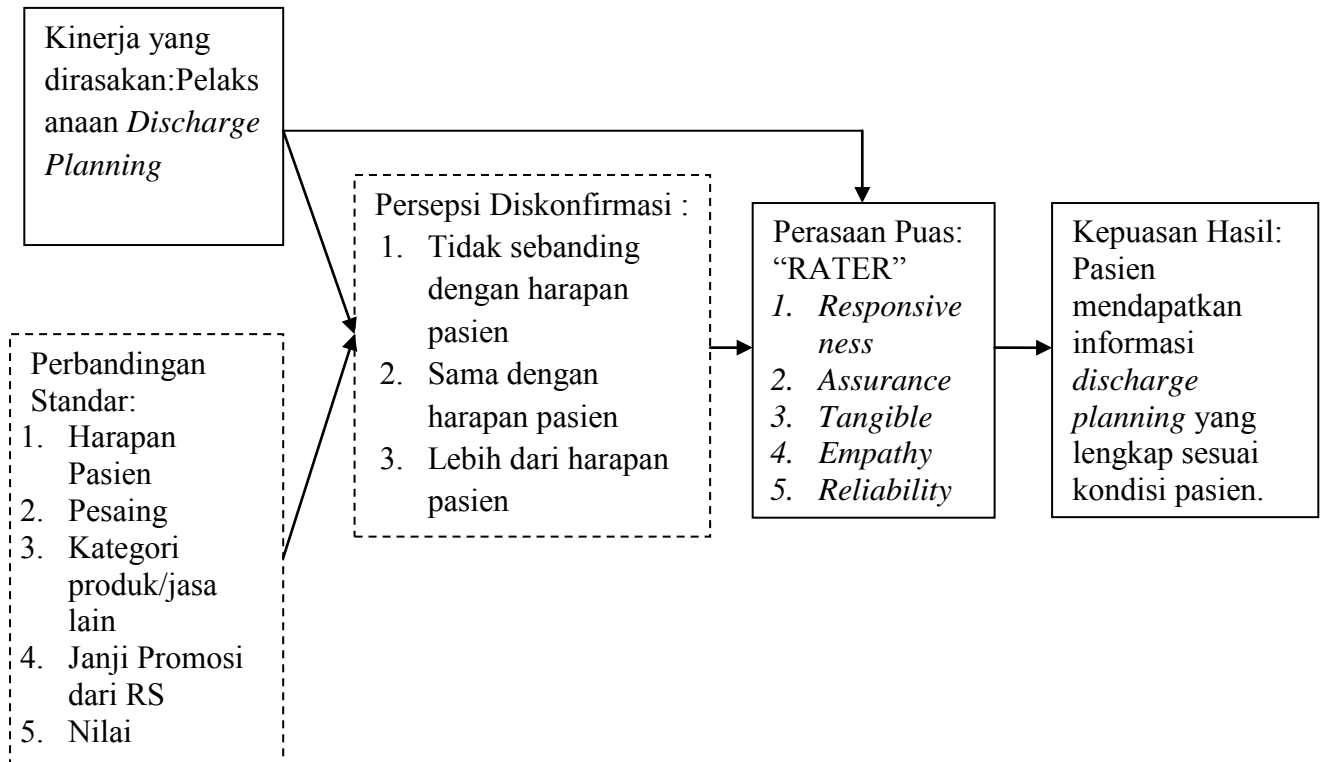 Kinerja yang
dirasakan:Pelaks
anaan Discharge
Planning
Perbandingan
Standar:
1. Harapan
Pasien
2. Pesaing
3. Kategori
produk/jasa
lain
4. Janji Promosi
dari RS
5. Nilai
Persepsi Diskonfirmasi :
1. Tidak sebanding
dengan harapan
pasien
2. Sama dengan
harapan pasien
3. Lebih dari harapan
pasien
Perasaan Puas:
“RATER”
1. Responsive
ness
2. Assurance
3. Tangible
4. Empathy
5. Reliability
Kepuasan Hasil:
Pasien
mendapatkan
informasi
discharge
planning yang
lengkap sesuai
kondisi pasien.